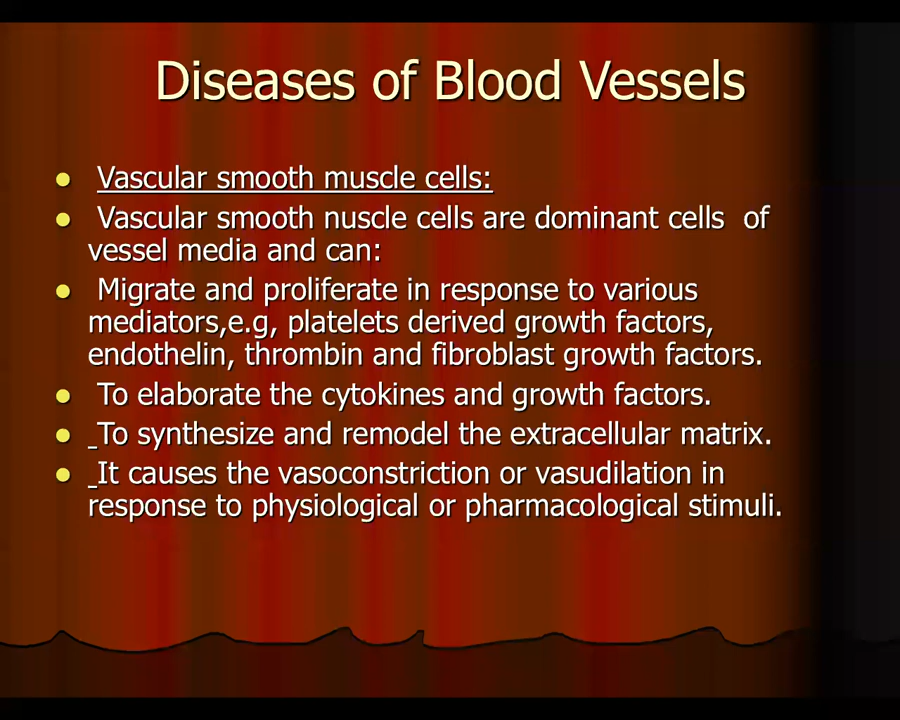 Diseases of Blood Vessels
Vascular smooth muscle cells:
Vascular smooth nuscle cells are dominant cells of
vessel media and can:
Migrate and proliferate in response to various
mediators,e.g, platelets derived growth factors,
endothelin, thrombin and fibroblast growth factors.
To elaborate the cytokines and growth factors.
To synthesize and remodel the extracellular matrix.
It causes the vasoconstriction or vasudilation in
response to physiological or pharmacological stimuli.